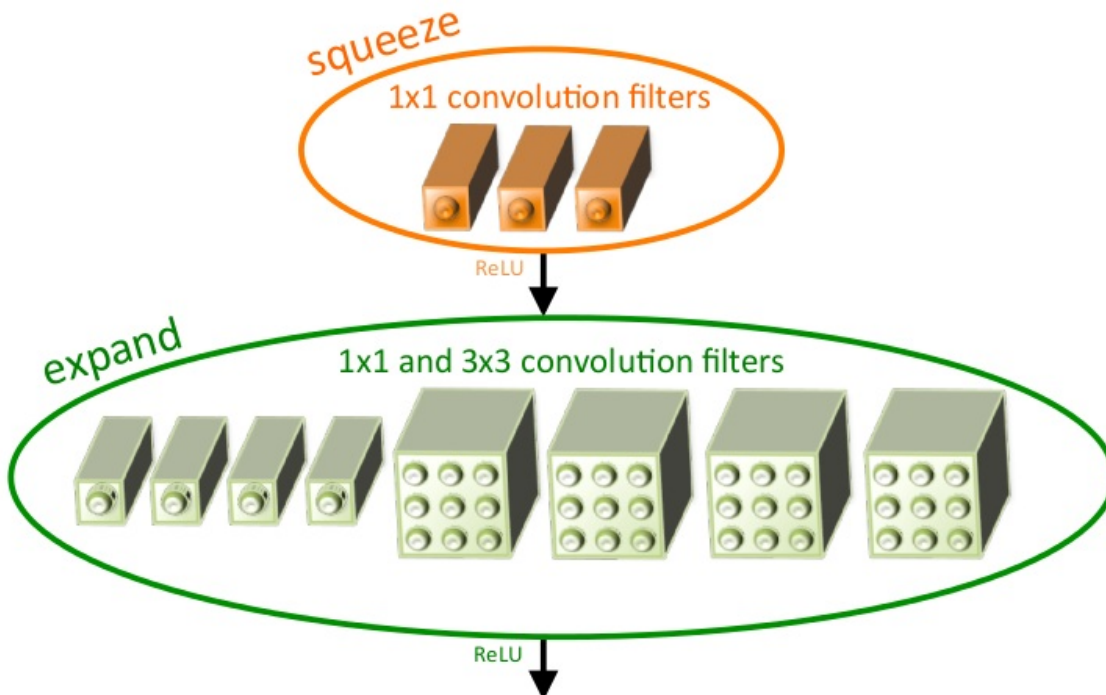 squeeze
1x1 convolution filters
ReLU
expand
1x1 and 3x3 convolution filters
ReLU